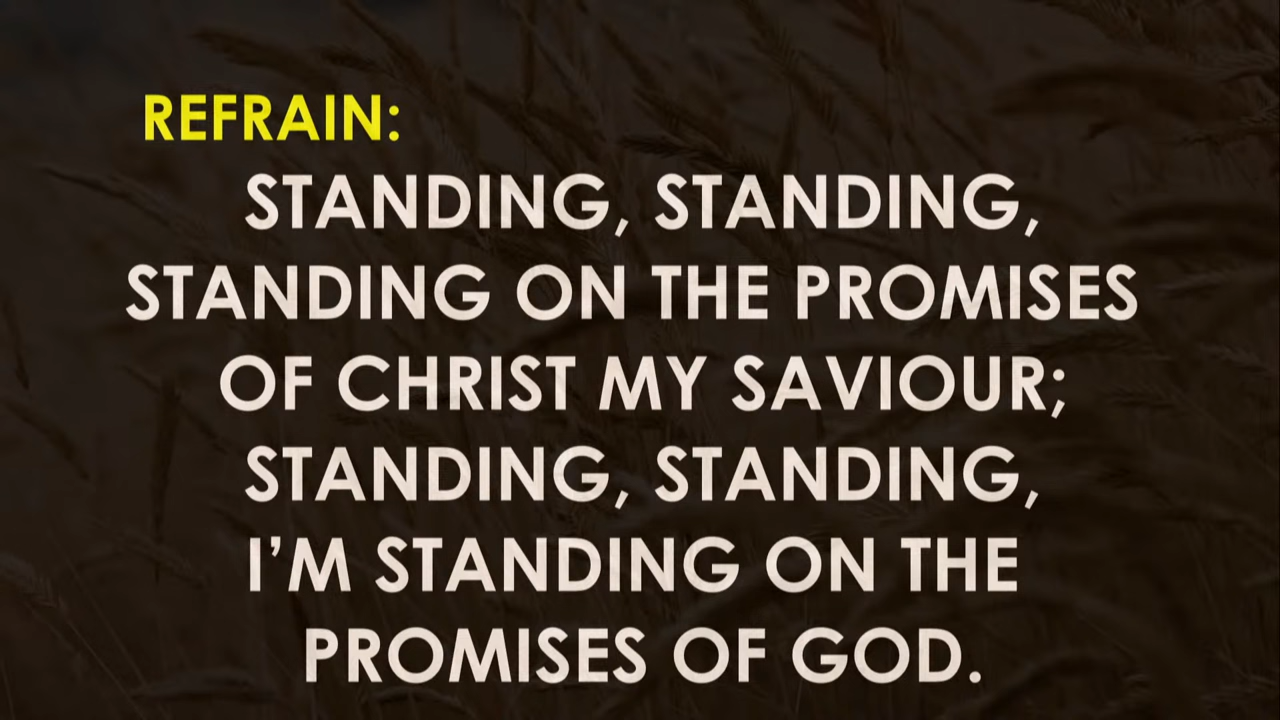 REFRAIN:
STANDING, STANDING,
STANDING ON THE PROMISES
OF CHRIST MY SAVIOUR;
STANDING, STANDING,
I’M STANDING ON THE
PROMISES OF GOD.